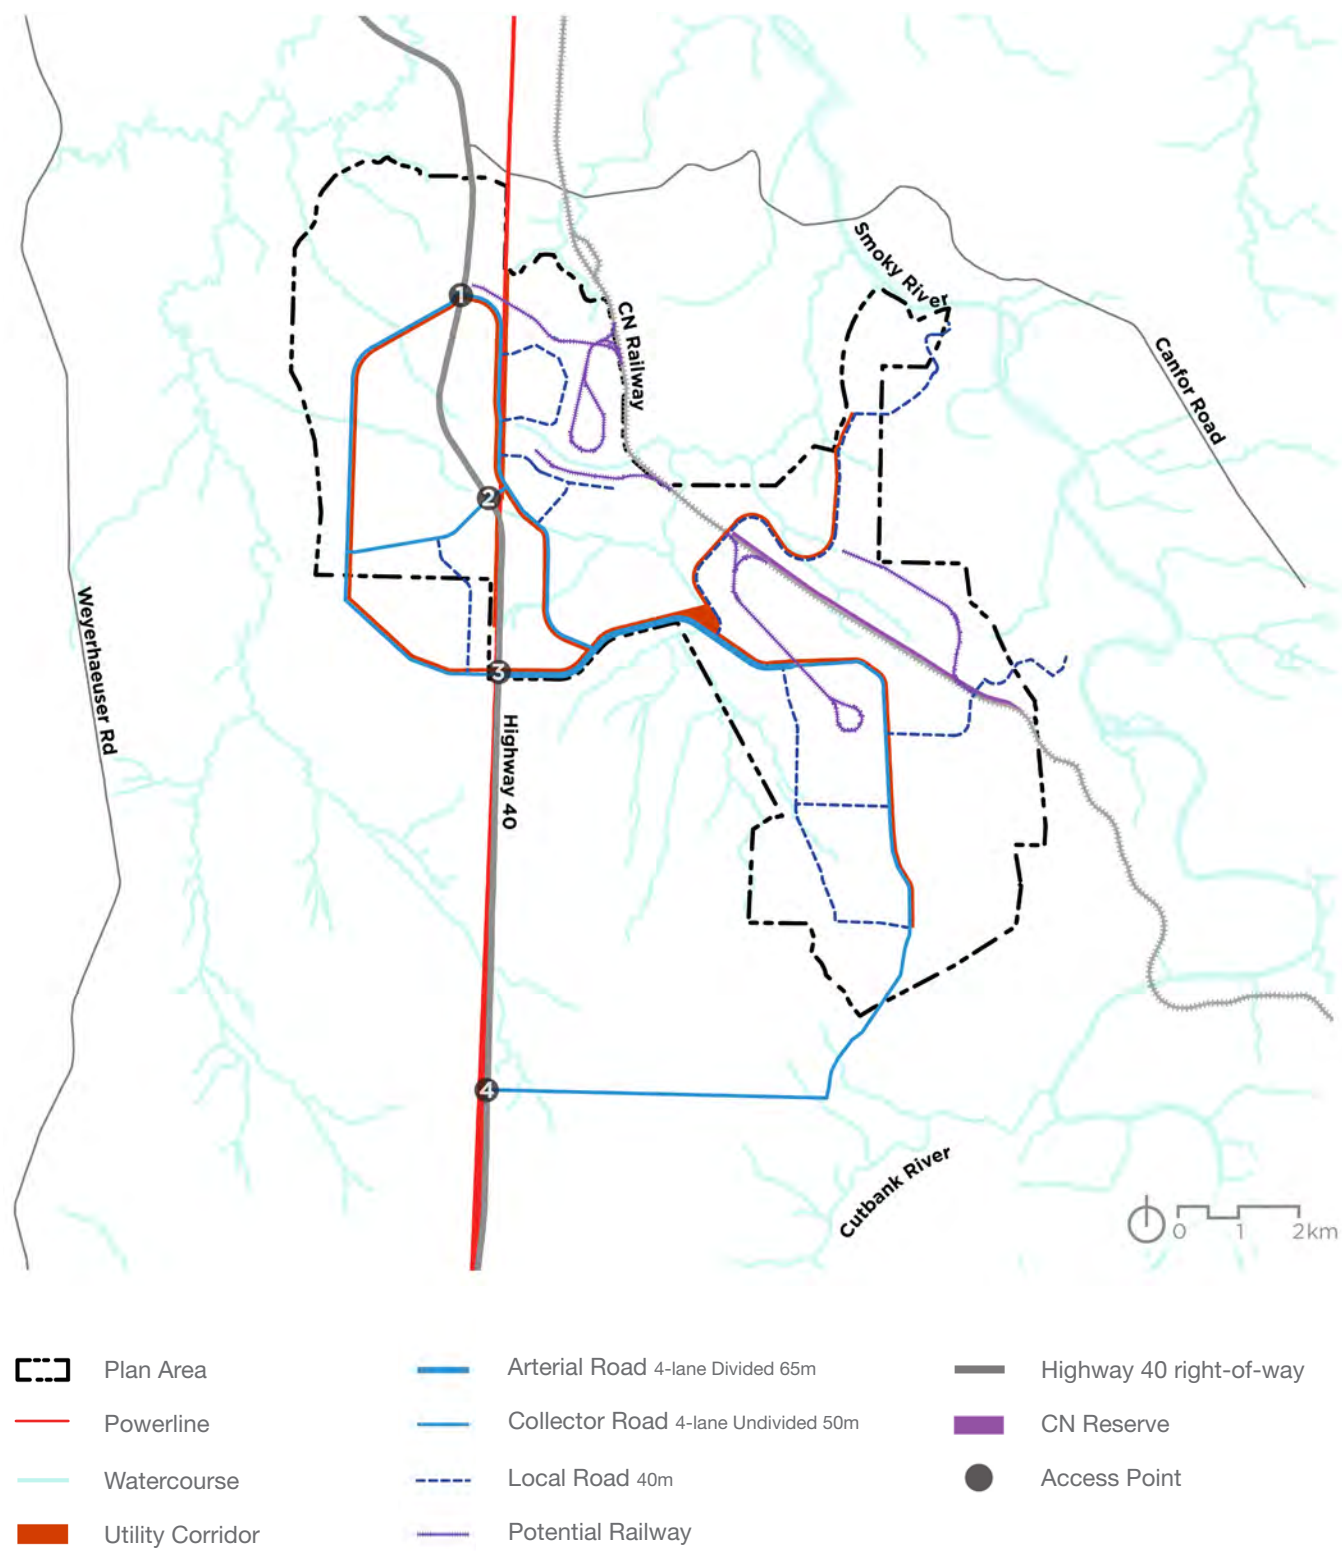 Smoky River
1
CN Railway
Canfor Road
2
Weyerhaeuser Rd
3
Highway 40
4
Cutbank River
0 1 2km
Plan Area
Arterial Road 4-lane Divided 65m
Highway 40 right-of-way
Powerline
Collector Road 4-lane Undivided 50m
CN Reserve
Watercourse
Local Road 40m
Access Point
Utility Corridor
Potential Railway